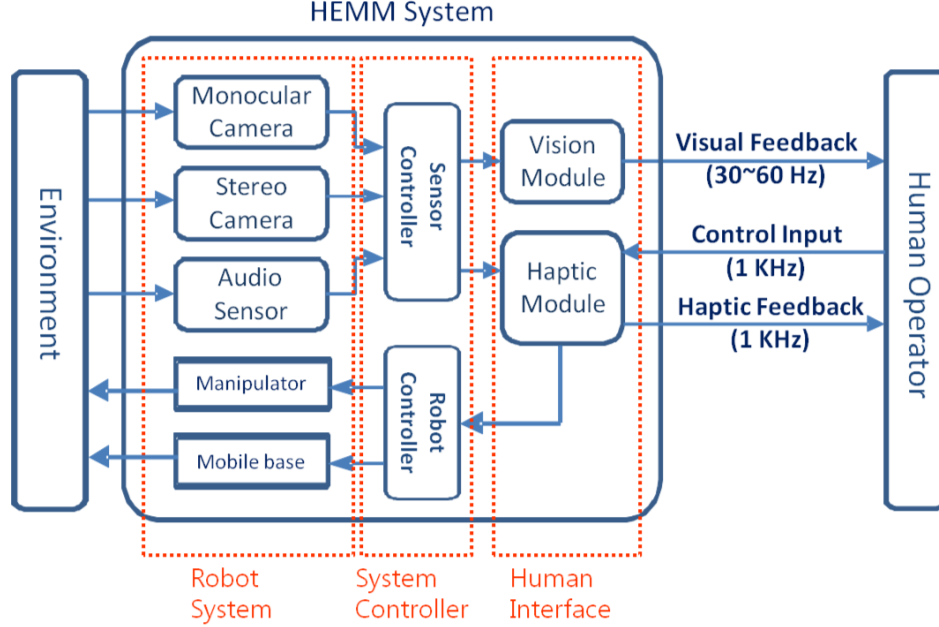 HEMM System
Environment
Monocular
Camera
Stereo
Camera
Audio
Sensor
Manipulator
Mobile base
Sensor
Controller
Robot
Controller
Vision
Module
Haptic
Module
Visual Feedback
(30~60 Hz)
Control Input
(1 KHz)
Haptic Feedback
(1 KHz)
Human Operator
Robot
System
System
Controller
Human
Interface